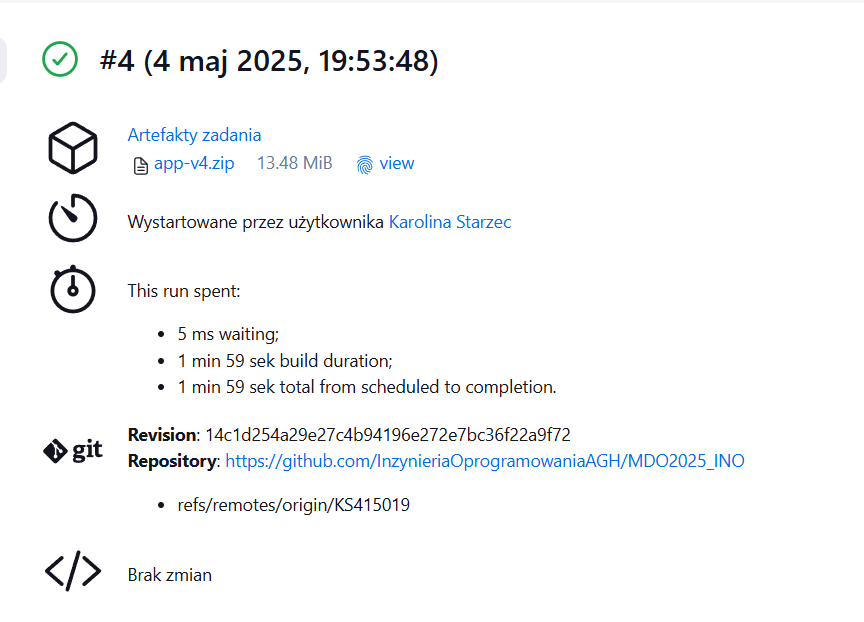 #4 (4 maj 2025, 19:53:48)
Artefakty zadania
app-v4.zip 13.48 MiB view
Wystartowane przez użytkownika Karolina Starzec
This run spent:
• 5 ms waiting;
• 1 min 59 sek build duration;
• 1 min 59 sek total from scheduled to completion.
git
Revision: 14c1d254a29e27c4b94196e272e7bc36f22a9f72
Repository: https://github.com/InzynieriaOprogramowaniaAGH/MDO2025_INO
• refs/remotes/origin/KS415019
Brak zmian